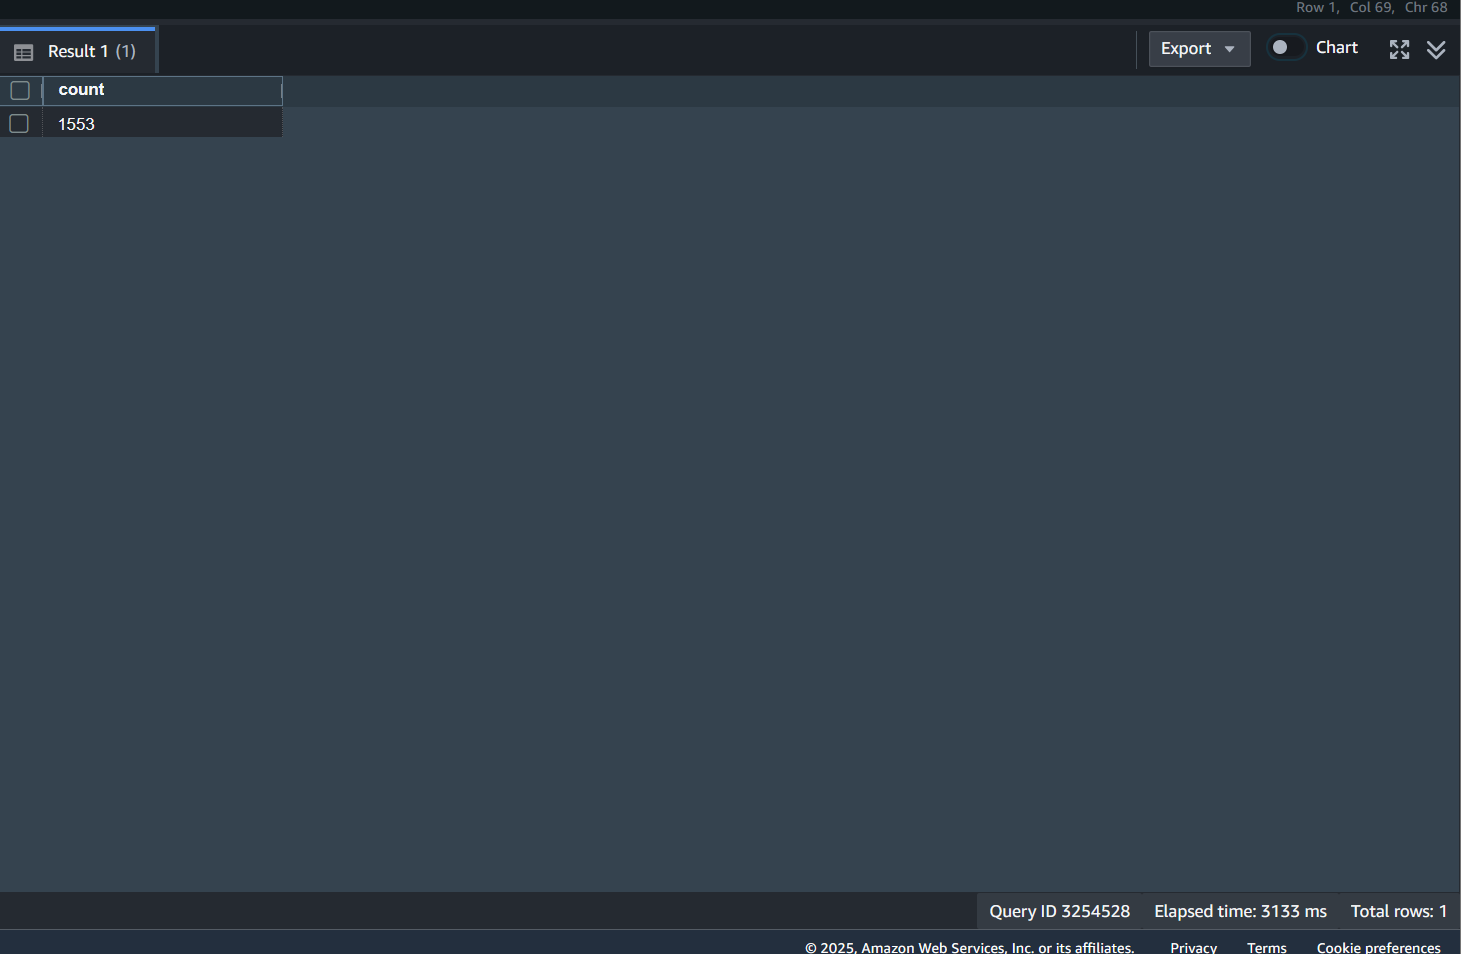 Row 1, Col 69, Chr 68
Result 1 (1) Export Chart
count
1553
Query ID 3254528 Elapsed time: 3133 ms Total rows: 1
© 2025, Amazon Web Services, Inc. or its affiliates. Privacy Terms Cookie preferences